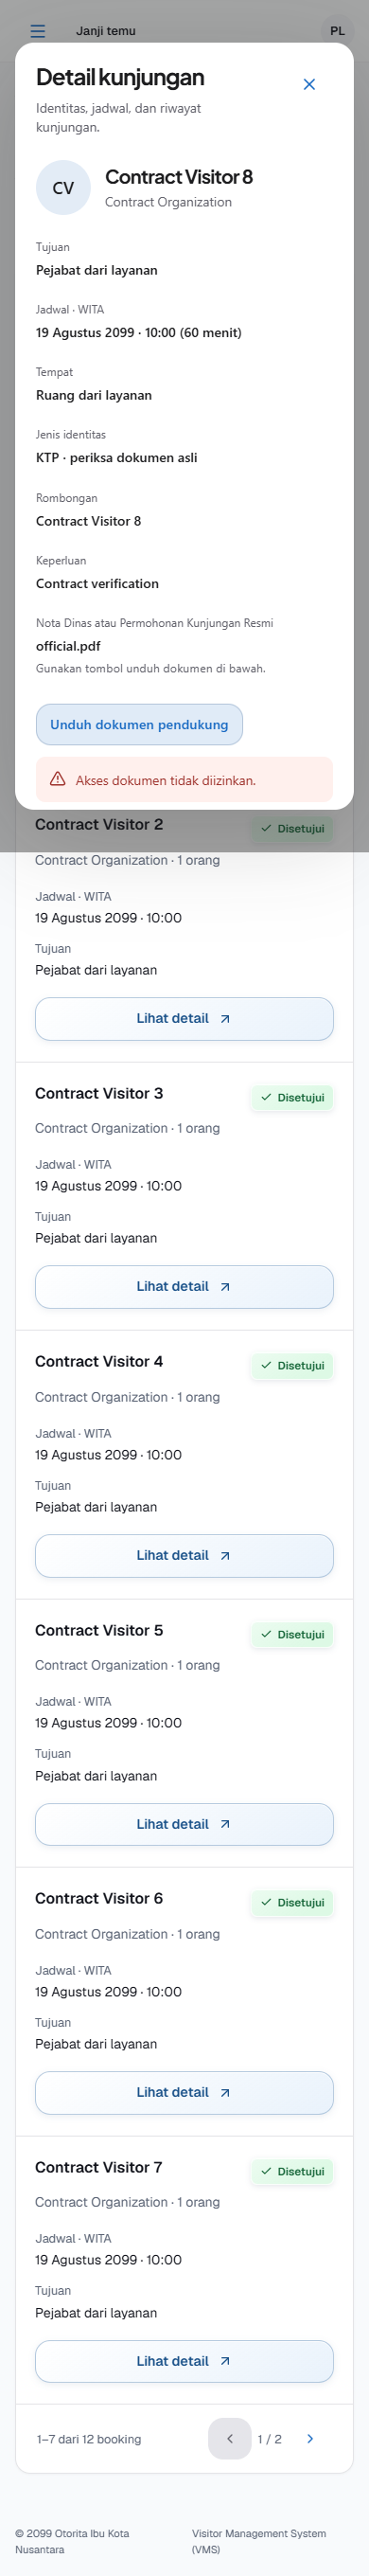 Janji temu
PL
Detail kunjungan
Identitas, jadwal, dan riwayat
kunjungan.
CV
Contract Visitor 8
Contract Organization
Tujuan
Pejabat dari layanan
Jadwal · WITA
19 Agustus 2099 · 10:00 (60 menit)
Tempat
Ruang dari layanan
Jenis identitas
KTP · periksa dokumen asli
Rombongan
Contract Visitor 8
Keperluan
Contract verification
Nota Dinas atau Permohonan Kunjungan Resmi
official.pdf
Gunakan tombol unduh dokumen di bawah.
Unduh dokumen pendukung
Akses dokumen tidak diizinkan.
Contract Visitor 2
Disetujui
Contract Organization · 1 orang
Jadwal · WITA
19 Agustus 2099 · 10:00
Tujuan
Pejabat dari layanan
Lihat detail
Contract Visitor 3
Disetujui
Contract Organization · 1 orang
Jadwal · WITA
19 Agustus 2099 · 10:00
Tujuan
Pejabat dari layanan
Lihat detail
Contract Visitor 4
Disetujui
Contract Organization · 1 orang
Jadwal · WITA
19 Agustus 2099 · 10:00
Tujuan
Pejabat dari layanan
Lihat detail
Contract Visitor 5
Disetujui
Contract Organization · 1 orang
Jadwal · WITA
19 Agustus 2099 · 10:00
Tujuan
Pejabat dari layanan
Lihat detail
Contract Visitor 6
Disetujui
Contract Organization · 1 orang
Jadwal · WITA
19 Agustus 2099 · 10:00
Tujuan
Pejabat dari layanan
Lihat detail
Contract Visitor 7
Disetujui
Contract Organization · 1 orang
Jadwal · WITA
19 Agustus 2099 · 10:00
Tujuan
Pejabat dari layanan
Lihat detail
1–7 dari 12 booking
1 / 2
© 2099 Otorita Ibu Kota
Nusantara
Visitor Management System
(VMS)